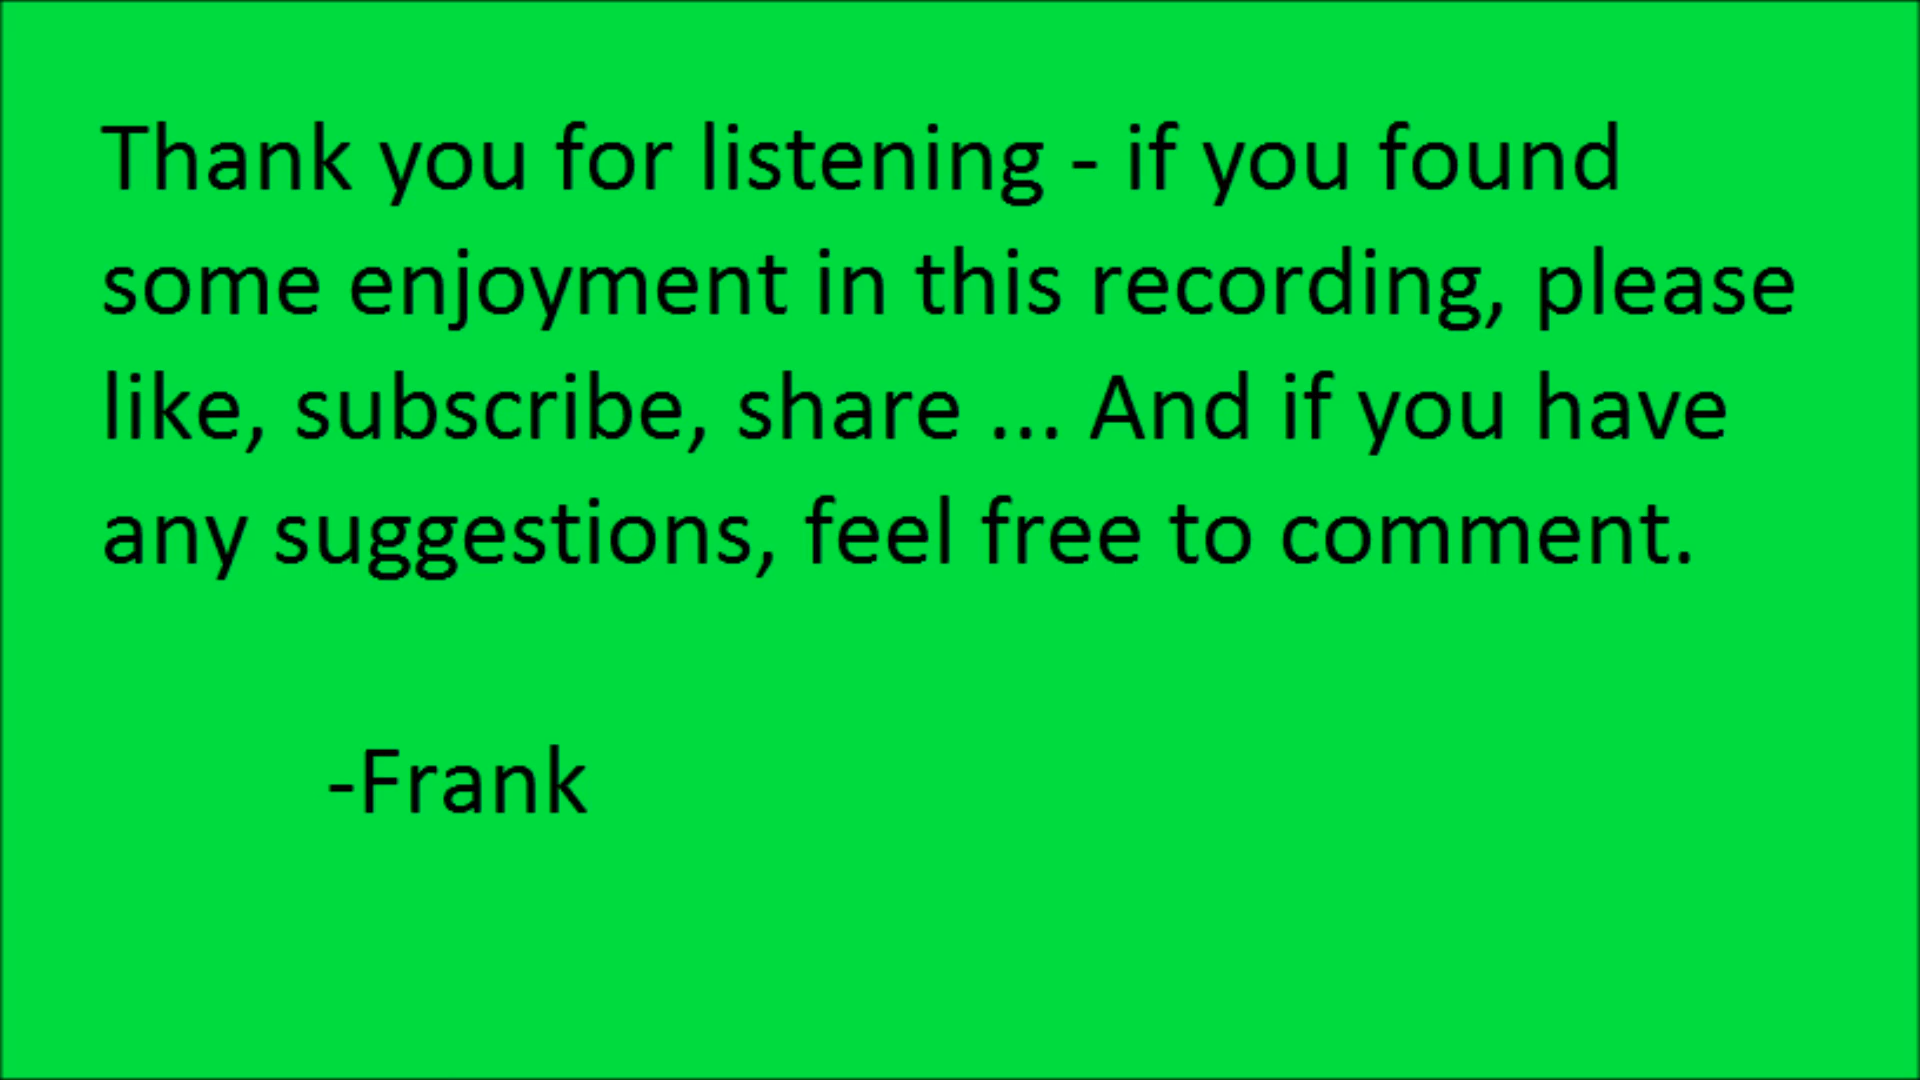 Thank you for listening - if you found
some enjoyment in this recording, please
like, subscribe, share ... And if you have
any suggestions, feel free to comment.
-Frank